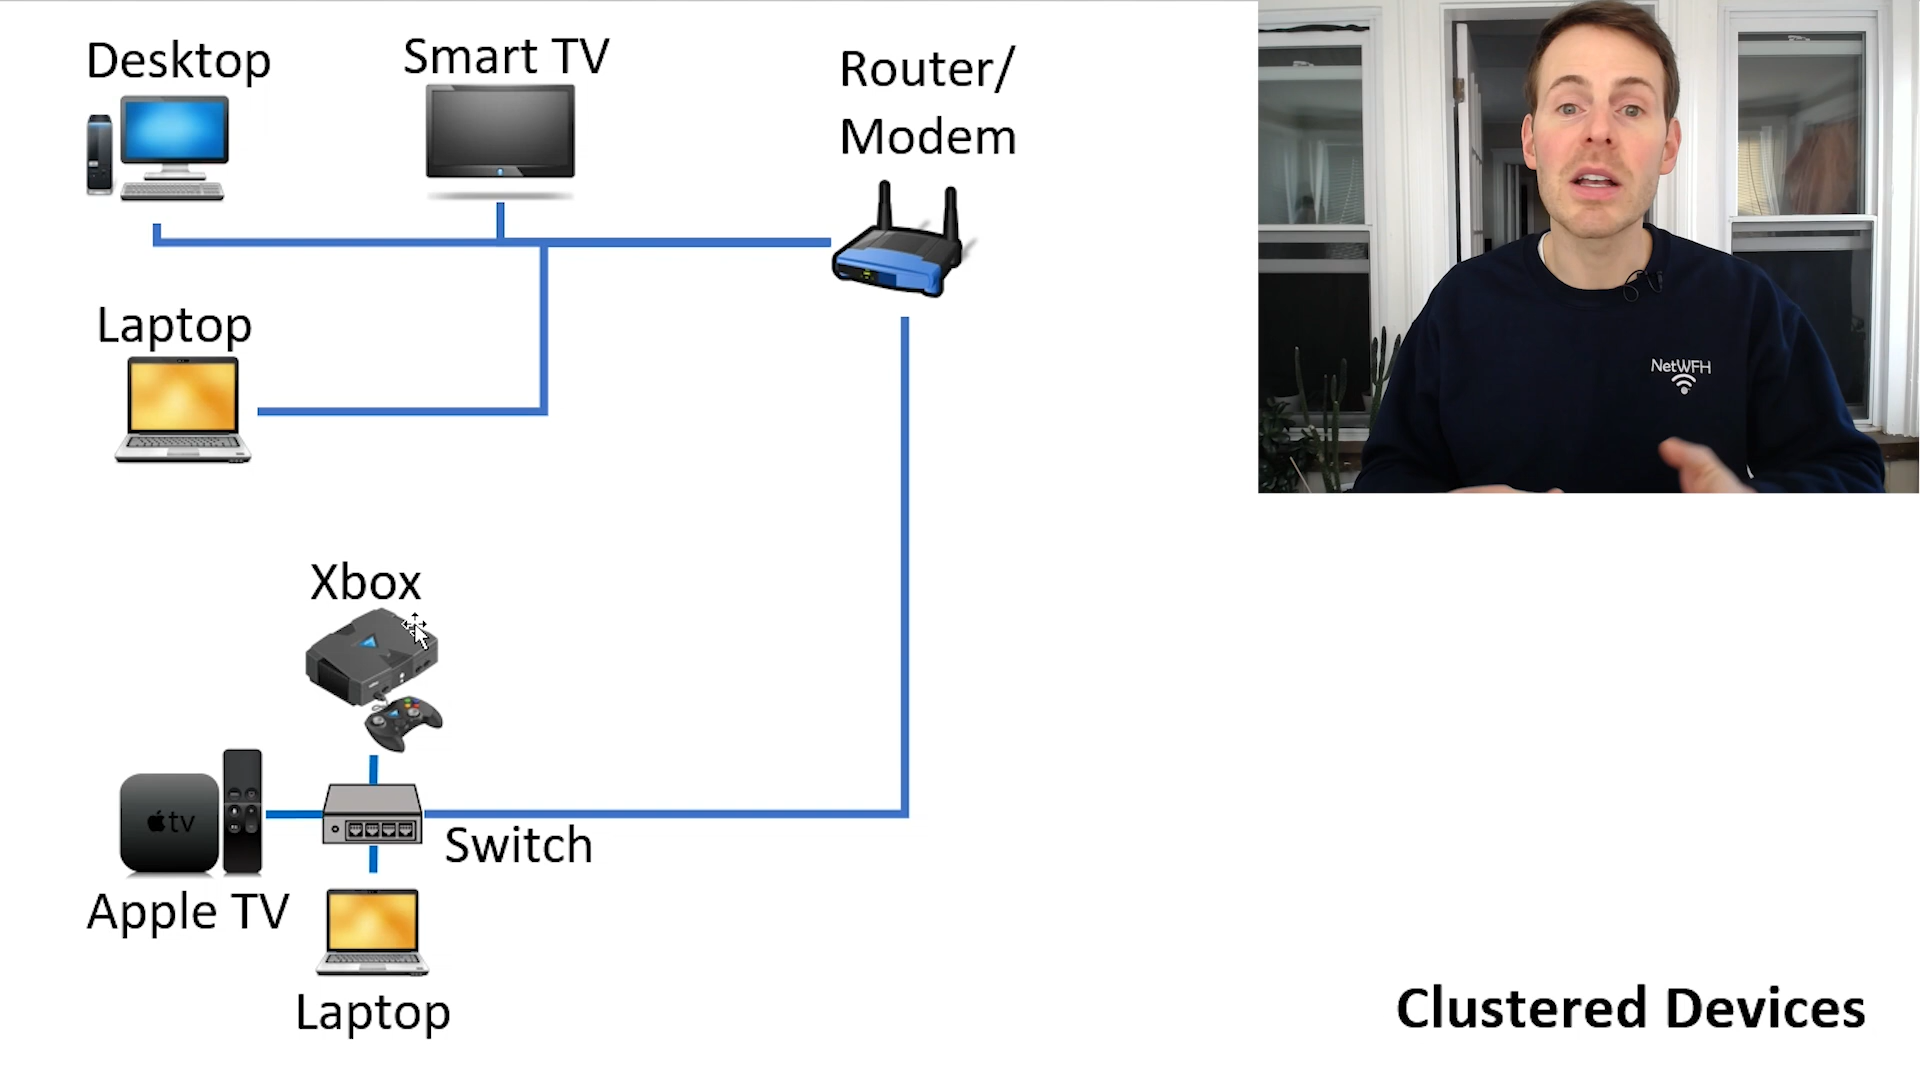 Desktop
Smart TV
Router/
Modem
Laptop
NetWFH
Xbox
tv
Switch
Apple TV
Laptop
Clustered Devices